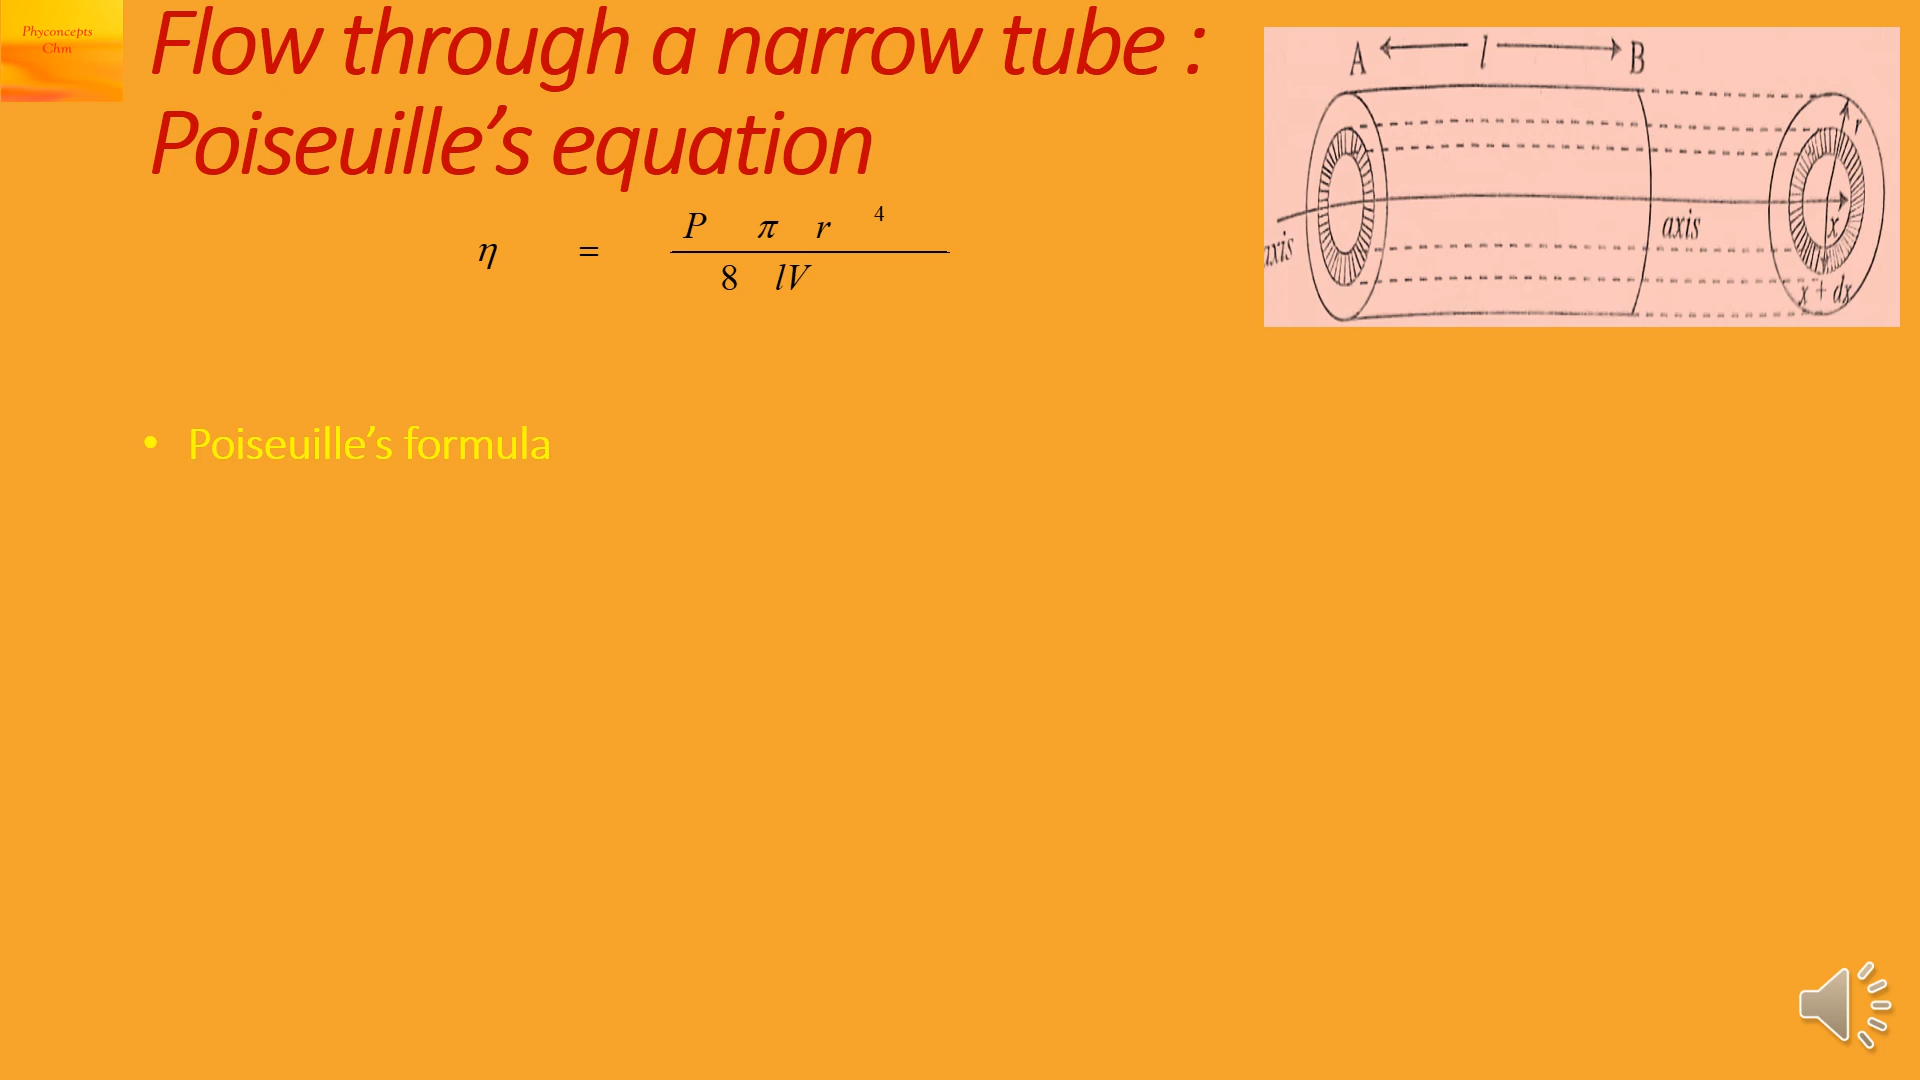 Phyconcepts
Chm
Flow through a narrow tube :
Poiseuille’s equation
η = P π r 4
8 lV
A l B
r
axis
axis
x
x + dx
• Poiseuille’s formula